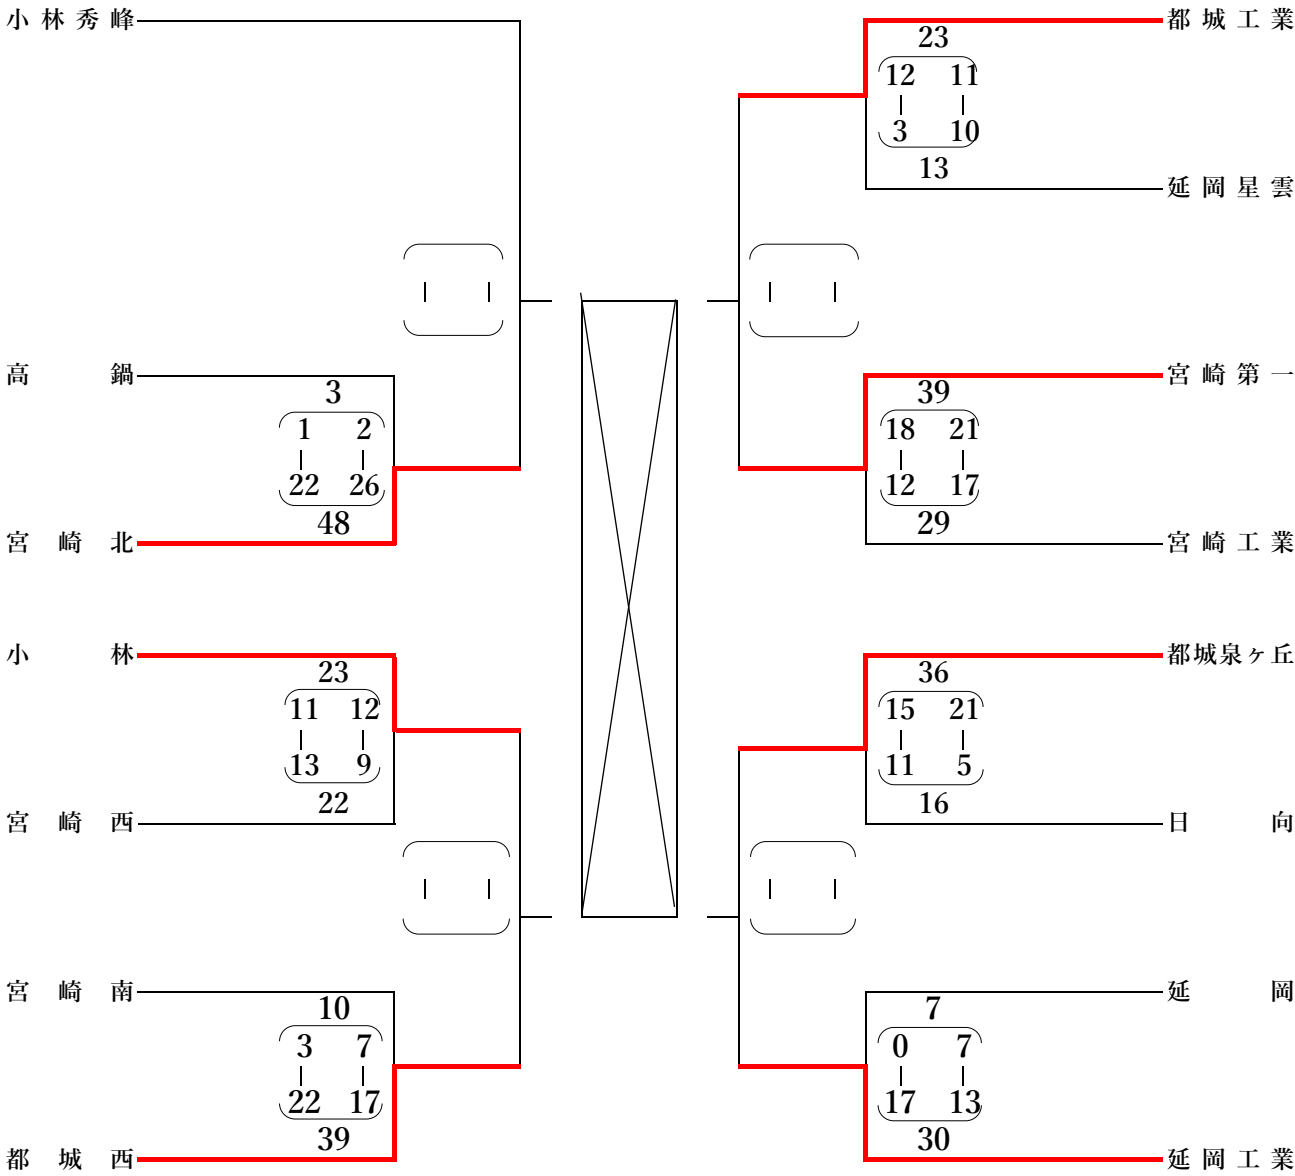 小林秀峰
高鍋
3
1 2
22 26
48
宮崎北
小林
23
11 12
13 9
22
宮崎西
宮崎南
10
3 7
22 17
39
都城西
都城工業
23
12 11
3 10
13
延岡星雲
宮崎第一
39
18 21
12 17
29
宮崎工業
都城泉ヶ丘
36
15 21
11 5
16
日向
延岡
7
0 7
17 13
30
延岡工業